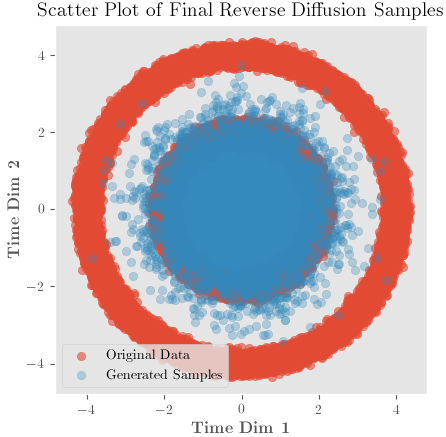 Scatter Plot of Final Reverse Diffusion Samples
4
2
0
−2
−4
Time Dim 2
Original Data
Generated Samples
−4 −2 0 2 4
Time Dim 1